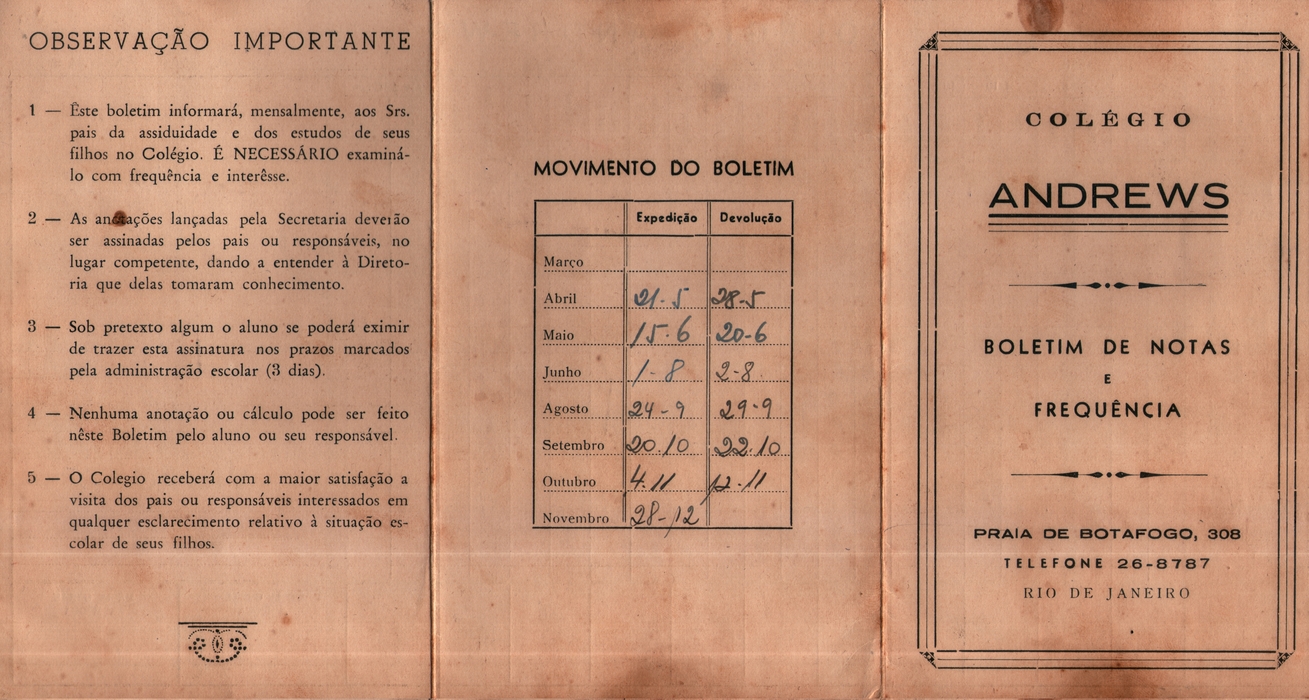 OBSERVAÇÃO IMPORTANTE
1 — Êste boletim informará, mensalmente, aos Srs.
pais da assiduidade e dos estudos de seus
filhos no Colégio. É NECESSÁRIO examiná-
lo com frequência e interêsse.
2 — As anotações lançadas pela Secretaria deverão
ser assinadas pelos pais ou responsáveis, no
lugar competente, dando a entender à Direto-
ria que delas tomaram conhecimento.
3 — Sob pretexto algum o aluno se poderá eximir
de trazer esta assinatura nos prazos marcados
pela administração escolar (3 dias).
4 — Nenhuma anotação ou cálculo pode ser feito
nêste Boletim pelo aluno ou seu responsável.
5 — O Colegio receberá com a maior satisfação a
visita dos pais ou responsáveis interessados em
qualquer esclarecimento relativo à situação es-
colar de seus filhos.
MOVIMENTO DO BOLETIM
Expedição Devolução
Março
Abril 21-5 28-5
Maio 15-6 20-6
Junho 1-8 2-8
Agosto 24-9 29-9
Setembro 20.10 22.10
Outubro 4.11 12-11
Novembro 28-12
COLÉGIO
ANDREWS
BOLETIM DE NOTAS
E
FREQUÊNCIA
PRAIA DE BOTAFOGO, 308
TELEFONE 26-8787
RIO DE JANEIRO